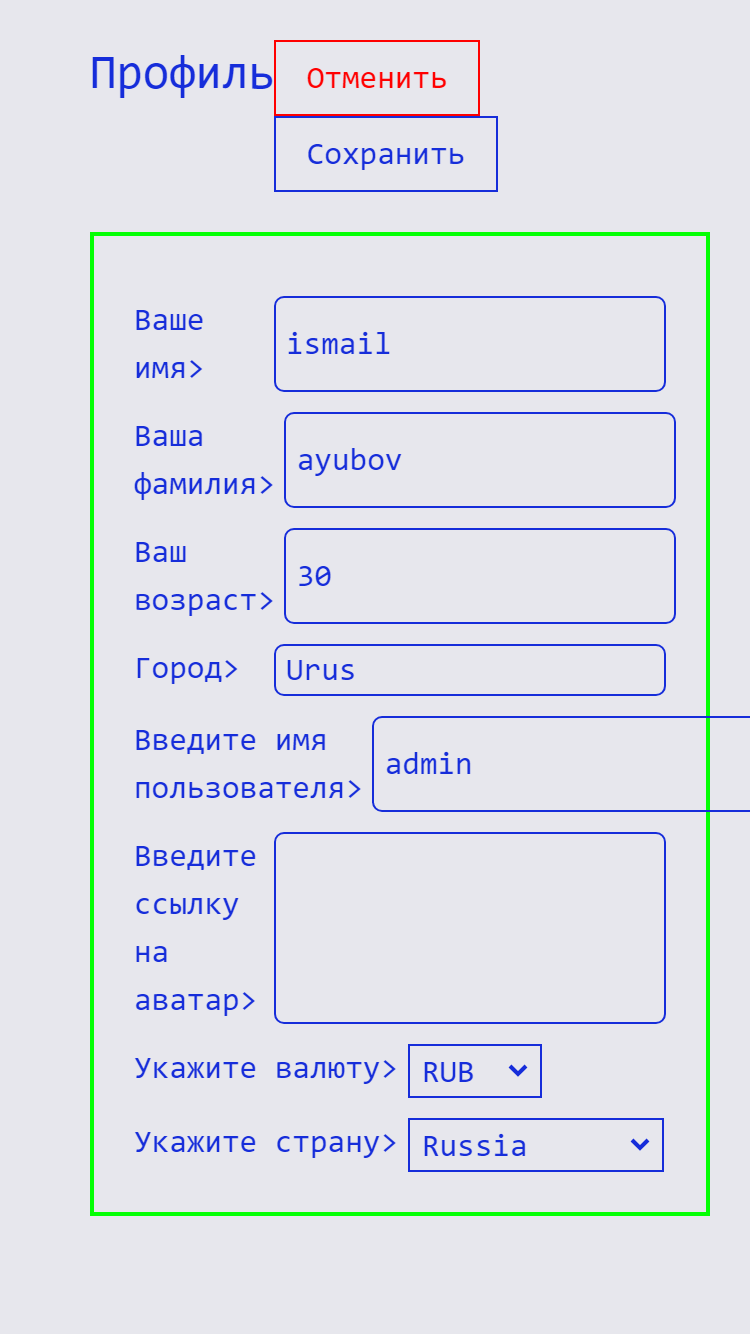 Профиль Отменить
Сохранить
Ваше
имя>
ismail
Ваша
фамилия>
ayubov
Ваш
возраст>
30
Город> Urus
Введите имя
пользователя>
admin
Введите
ссылку
на
аватар>
Укажите валюту> RUB
Укажите страну> Russia